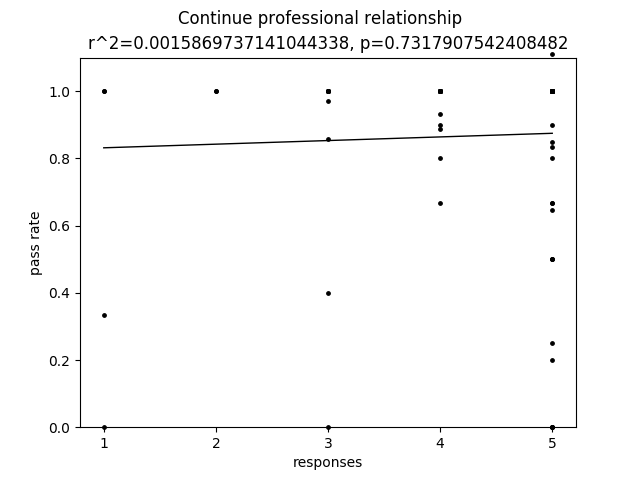 Continue professional relationship
r^2=0.0015869737141044338, p=0.7317907542408482
1.0
0.8
0.6
0.4
0.2
0.0
pass rate
1 2 3 4 5
responses